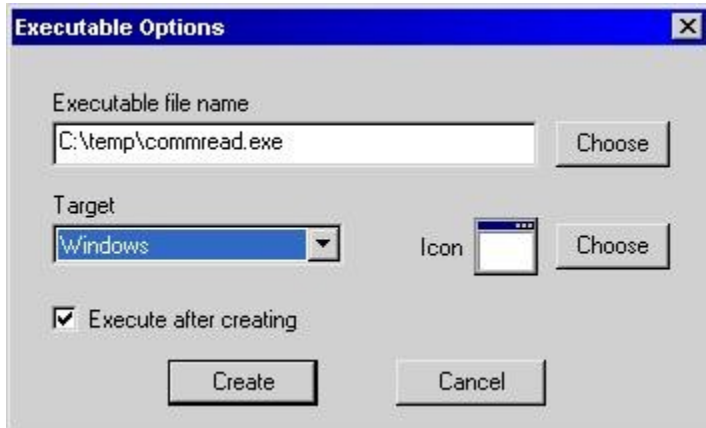 Executable Options
Executable file name
C:\temp\commread.exe
Choose
Target
Windows
Icon
Choose
Execute after creating
Create
Cancel